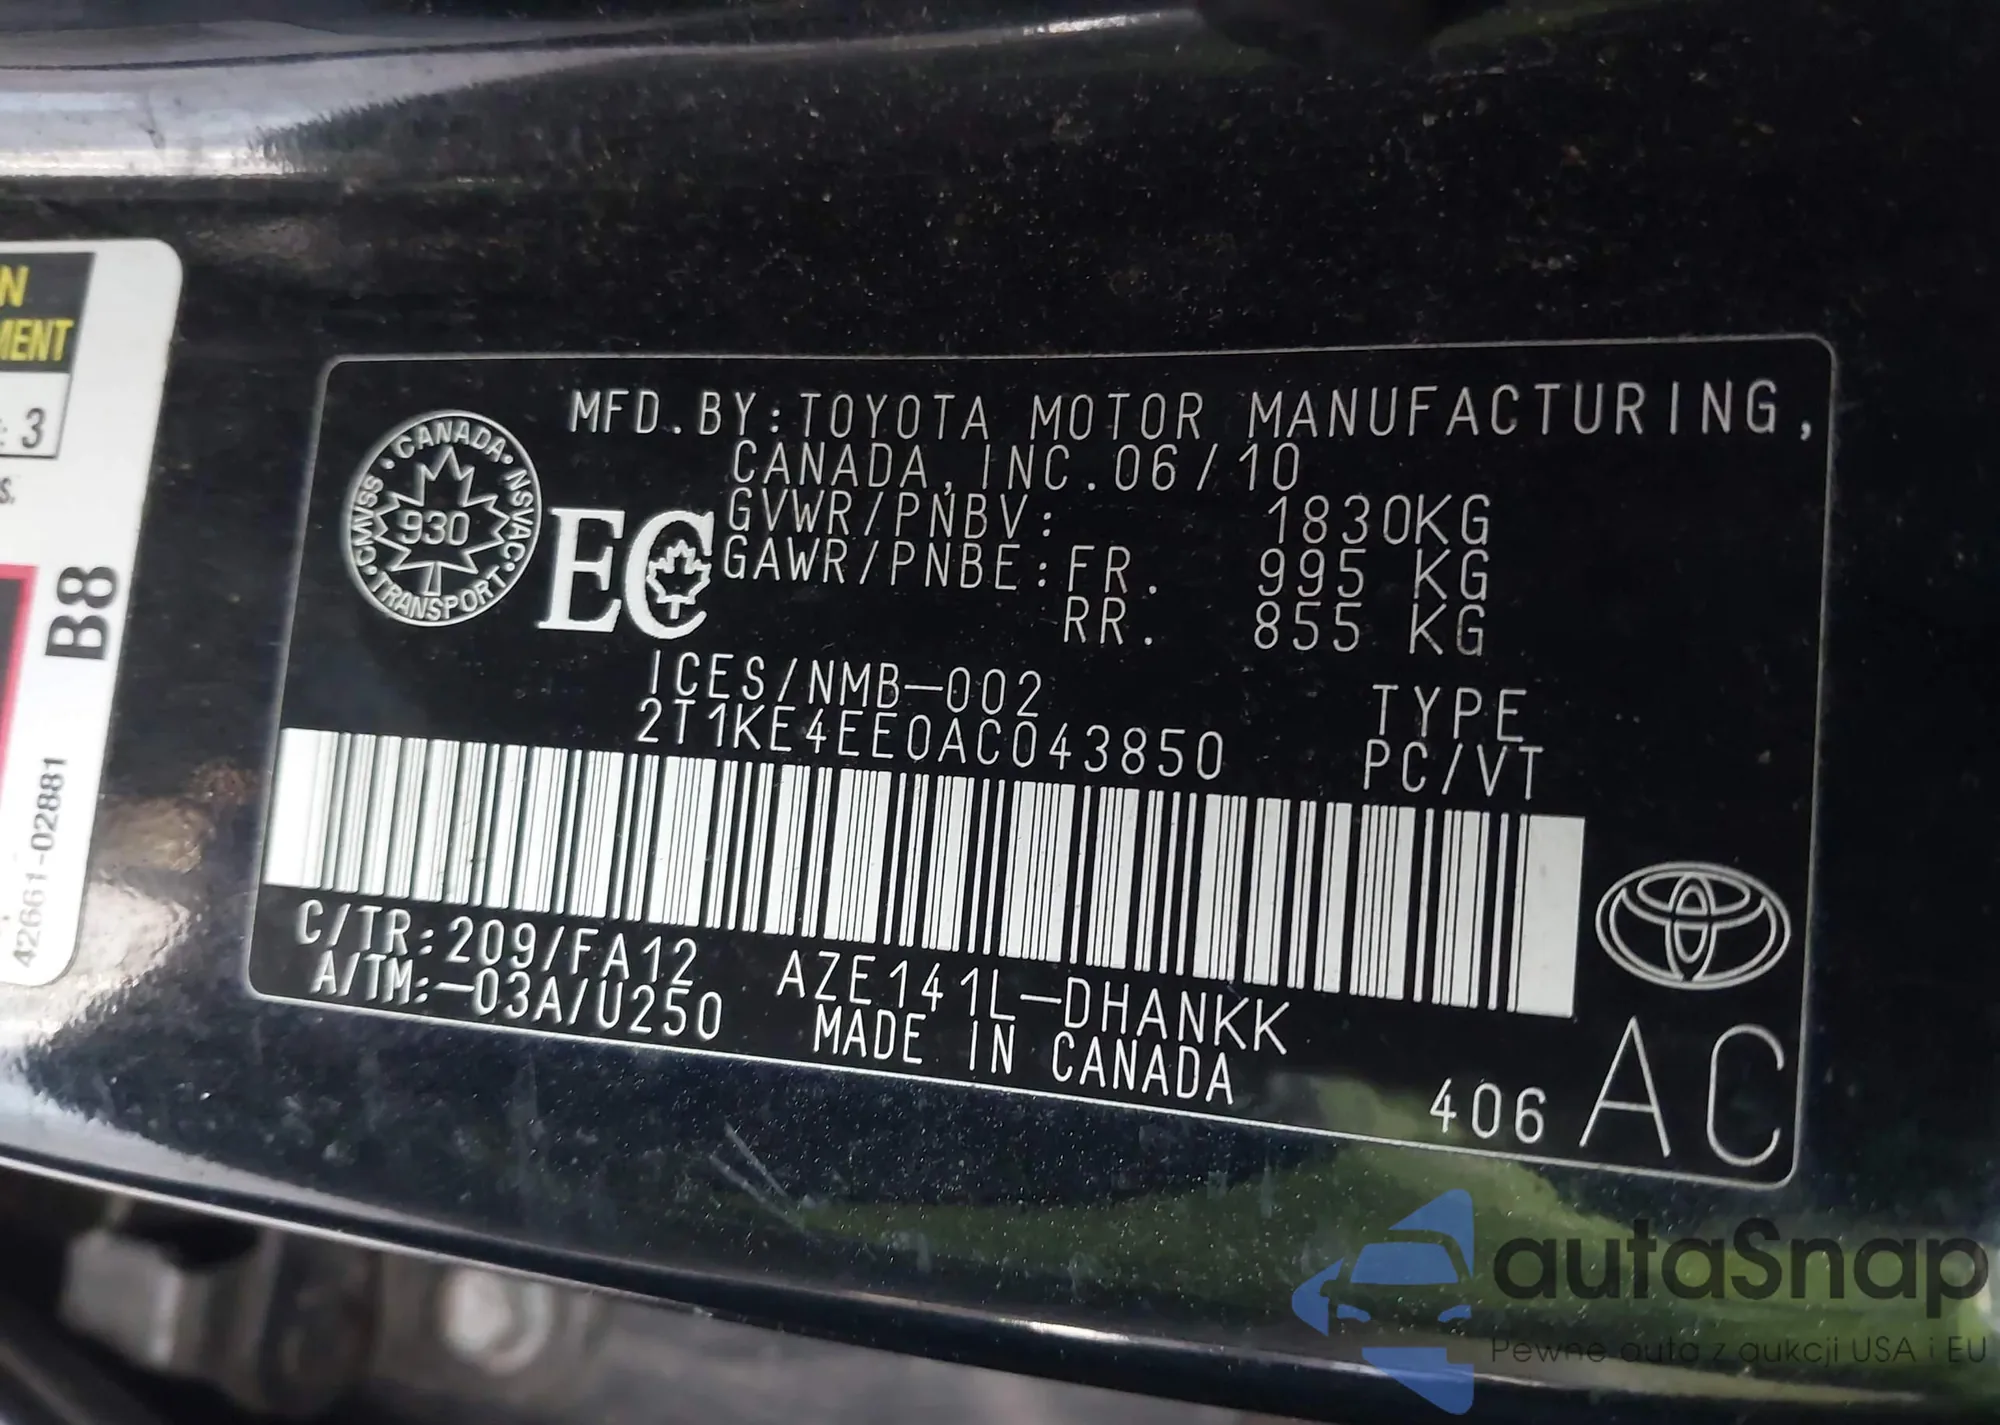 N
MENT
: 3
s.
B8
42661-02881
MFD.BY:TOYOTA MOTOR MANUFACTURING,
CANADA, INC.06/10
GVWR/PNBV: 1830KG
GAWR/PNBE:FR. 995 KG
RR. 855 KG
CANADA · NSVAC · TRANSPORT · CMVSS ·
930
EC
ICES/NMB-002
2T1KE4EE0AC043850
TYPE
PC/VT
C/TR:209/FA12
A/TM:-03A/U250
AZE141L-DHANKK
MADE IN CANADA
406
AC
autaSnap
Pewne auta z aukcji USA i EU